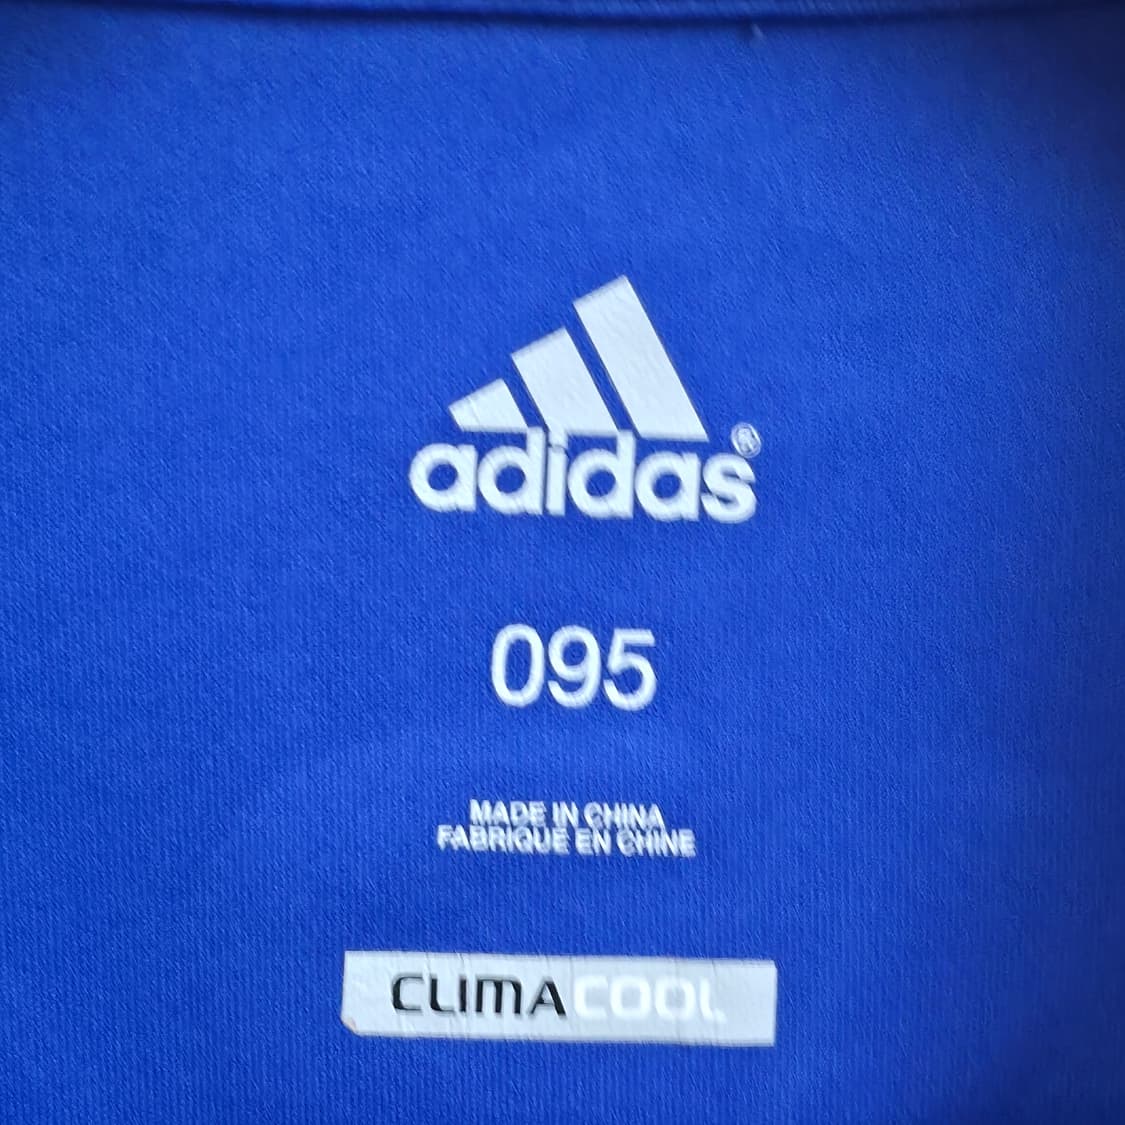 adidas®
095
MADE IN CHINA
FABRIQUE EN CHINE
CLIMACOOL